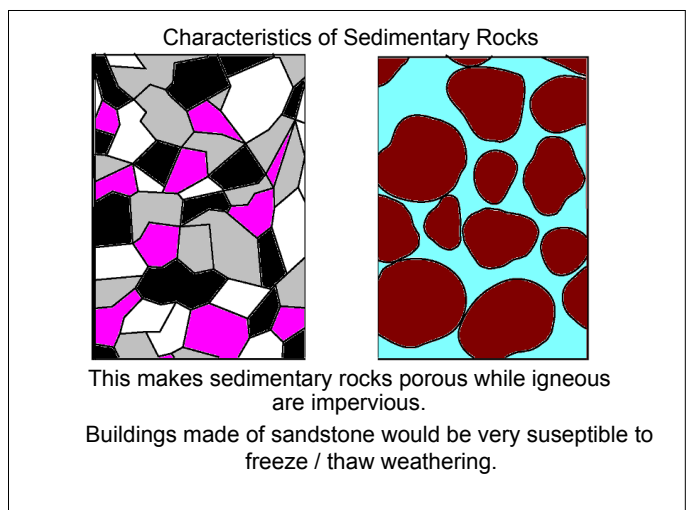 Characteristics of Sedimentary Rocks
This makes sedimentary rocks porous while igneous
are impervious.
Buildings made of sandstone would be very suseptible to
freeze / thaw weathering.